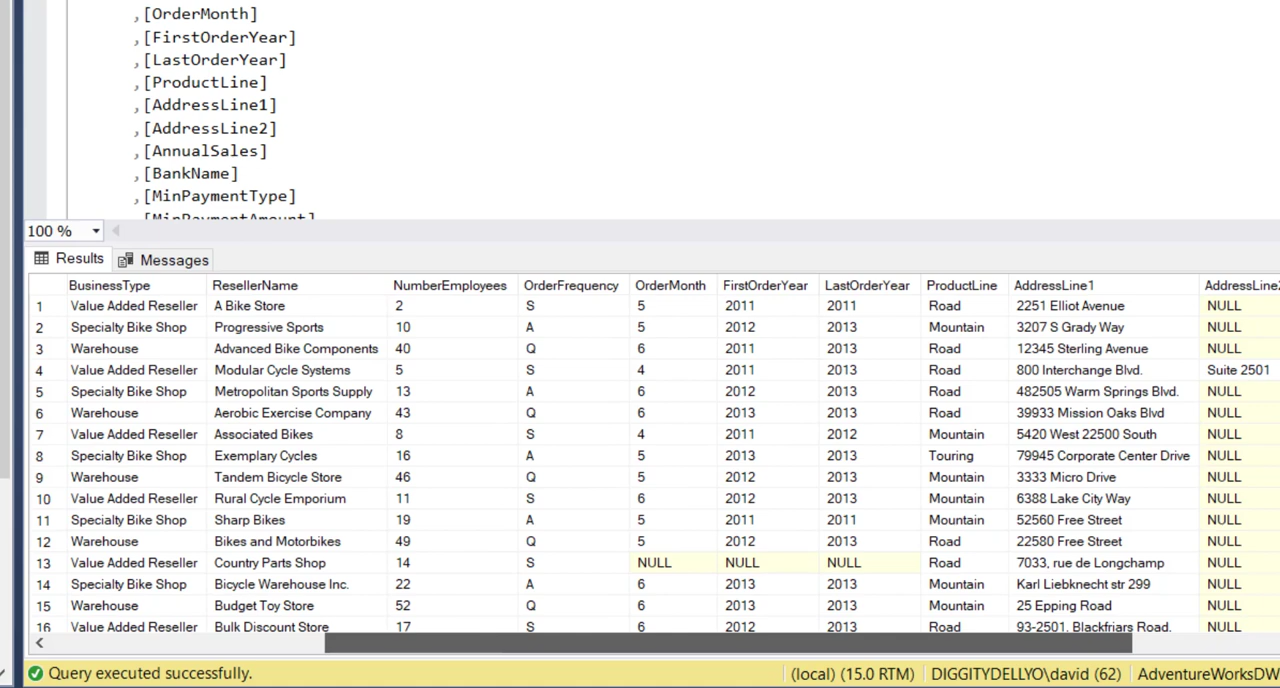 ,[OrderMonth]
,[FirstOrderYear]
,[LastOrderYear]
,[ProductLine]
,[AddressLine1]
,[AddressLine2]
,[AnnualSales]
,[BankName]
,[MinPaymentType]
,[MinPaymentAmount]
100 %
Results Messages
BusinessType ResellerName NumberEmployees OrderFrequency OrderMonth FirstOrderYear LastOrderYear ProductLine AddressLine1 AddressLine2
1 Value Added Reseller A Bike Store 2 S 5 2011 2011 Road 2251 Elliot Avenue NULL
2 Specialty Bike Shop Progressive Sports 10 A 5 2012 2013 Mountain 3207 S Grady Way NULL
3 Warehouse Advanced Bike Components 40 Q 6 2011 2013 Road 12345 Sterling Avenue NULL
4 Value Added Reseller Modular Cycle Systems 5 S 4 2011 2013 Road 800 Interchange Blvd. Suite 2501
5 Specialty Bike Shop Metropolitan Sports Supply 13 A 6 2012 2013 Road 482505 Warm Springs Blvd. NULL
6 Warehouse Aerobic Exercise Company 43 Q 6 2013 2013 Road 39933 Mission Oaks Blvd NULL
7 Value Added Reseller Associated Bikes 8 S 4 2011 2012 Mountain 5420 West 22500 South NULL
8 Specialty Bike Shop Exemplary Cycles 16 A 5 2013 2013 Touring 79945 Corporate Center Drive NULL
9 Warehouse Tandem Bicycle Store 46 Q 5 2012 2013 Mountain 3333 Micro Drive NULL
10 Value Added Reseller Rural Cycle Emporium 11 S 6 2012 2013 Mountain 6388 Lake City Way NULL
11 Specialty Bike Shop Sharp Bikes 19 A 5 2011 2011 Mountain 52560 Free Street NULL
12 Warehouse Bikes and Motorbikes 49 Q 5 2012 2013 Road 22580 Free Street NULL
13 Value Added Reseller Country Parts Shop 14 S NULL NULL NULL Road 7033, rue de Longchamp NULL
14 Specialty Bike Shop Bicycle Warehouse Inc. 22 A 6 2013 2013 Mountain Karl Liebknecht str 299 NULL
15 Warehouse Budget Toy Store 52 Q 6 2013 2013 Mountain 25 Epping Road NULL
16 Value Added Reseller Bulk Discount Store 17 S 6 2012 2013 Road 93-2501, Blackfriars Road, NULL
Query executed successfully. (local) (15.0 RTM) DIGGITYDELLYO\david (62) AdventureWorksDW